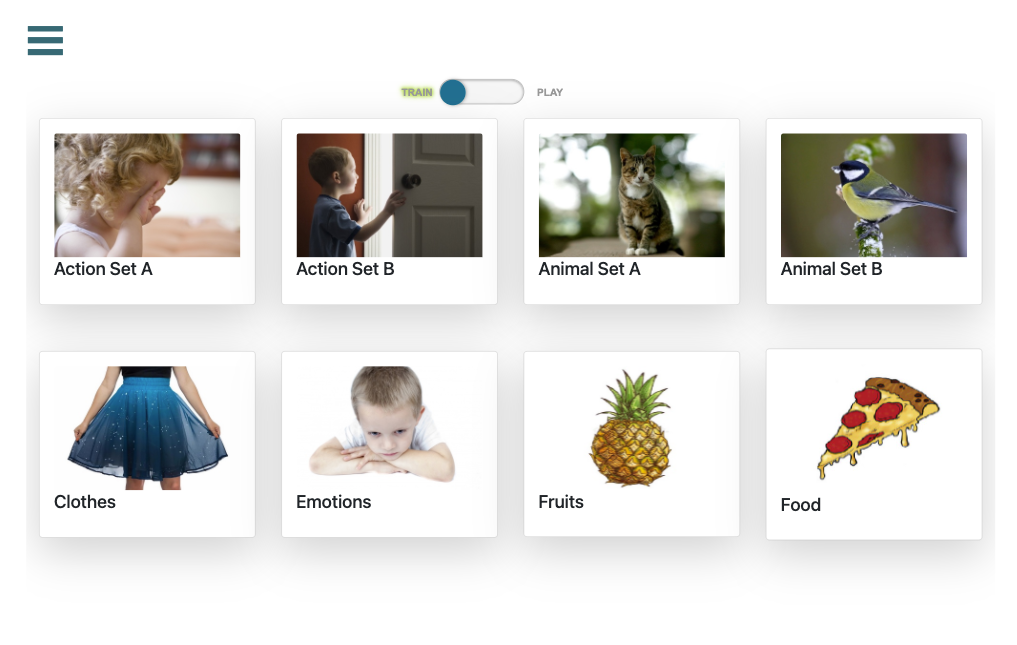 TRAIN PLAY
Action Set A
Action Set B
Animal Set A
Animal Set B
Clothes
Emotions
Fruits
Food